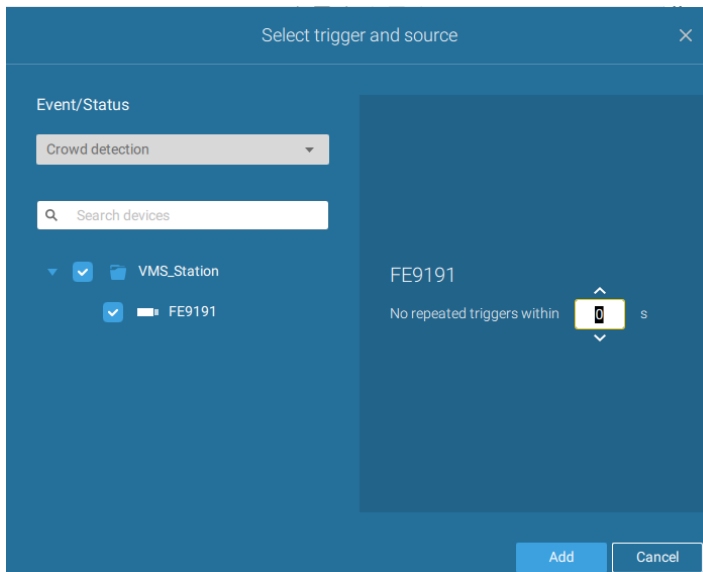 Select trigger and source
Event/Status
Crowd detection
Search devices
VMS_Station
FE9191
FE9191
No repeated triggers within 0 s
Add Cancel